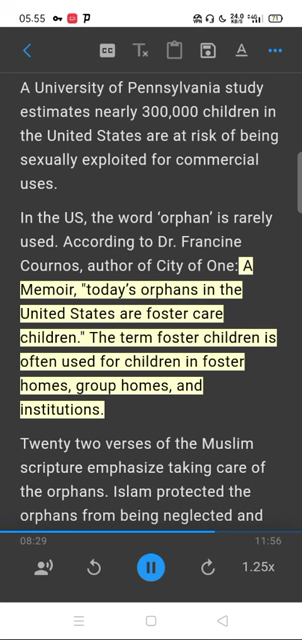 05.55
24.0
KB/S
4G
71
A University of Pennsylvania study
estimates nearly 300,000 children in
the United States are at risk of being
sexually exploited for commercial
uses.
In the US, the word ‘orphan’ is rarely
used. According to Dr. Francine
Cournos, author of City of One: A
Memoir, "today’s orphans in the
United States are foster care
children." The term foster children is
often used for children in foster
homes, group homes, and
institutions.
Twenty two verses of the Muslim
scripture emphasize taking care of
the orphans. Islam protected the
orphans from being neglected and
08:29
11:56
1.25x